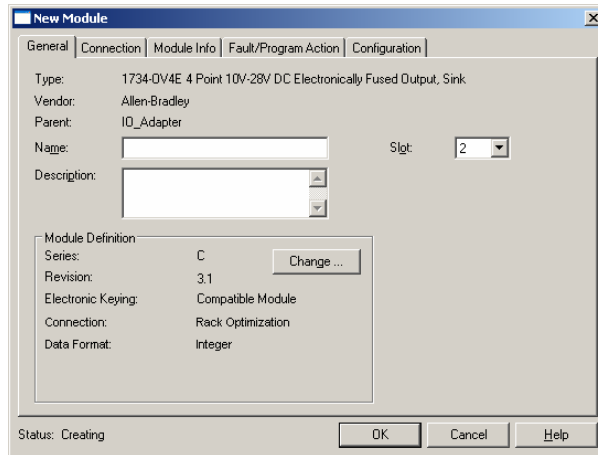 New Module
General Connection Module Info Fault/Program Action Configuration
Type: 1734-OV4E 4 Point 10V-28V DC Electronically Fused Output, Sink
Vendor: Allen-Bradley
Parent: IO_Adapter
Name: Slot: 2
Description:
Module Definition
Series: C Change ...
Revision: 3.1
Electronic Keying: Compatible Module
Connection: Rack Optimization
Data Format: Integer
Status: Creating OK Cancel Help